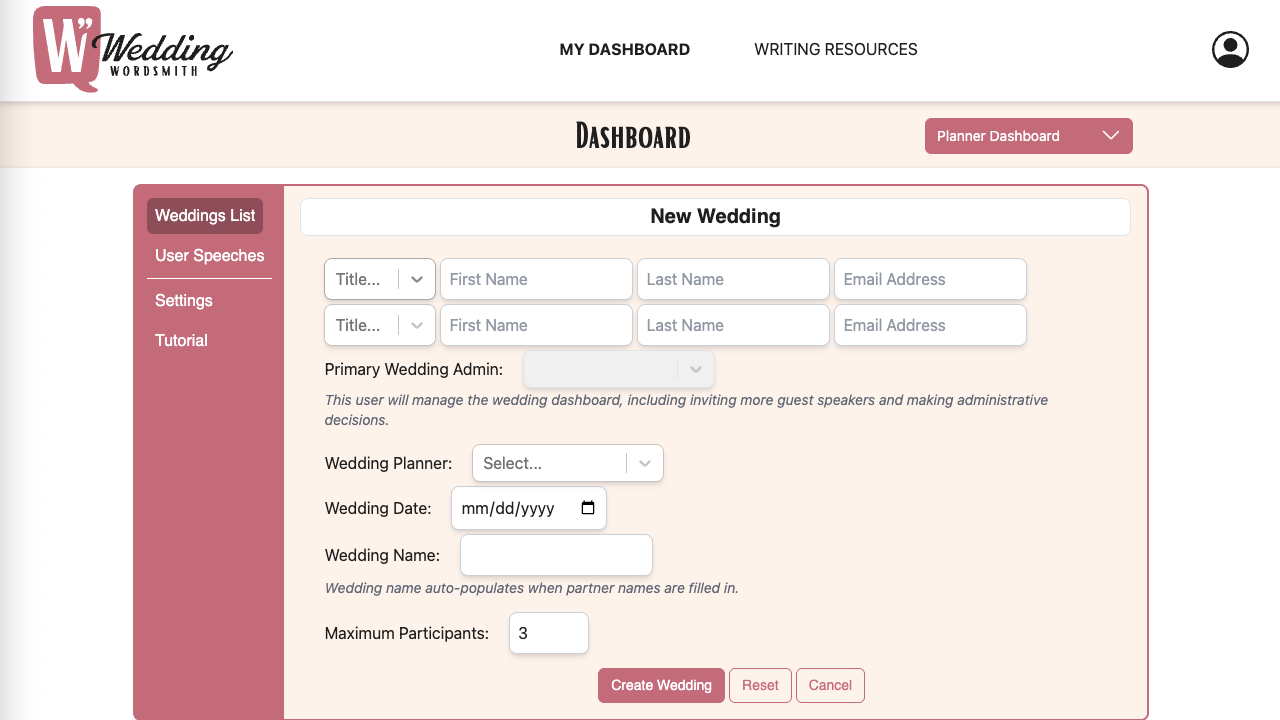 W” Wedding
WORDSMITH
MY DASHBOARD
WRITING RESOURCES
DASHBOARD
Planner Dashboard
Weddings List
User Speeches
Settings
Tutorial
New Wedding
Title... First Name Last Name Email Address
Title... First Name Last Name Email Address
Primary Wedding Admin:
This user will manage the wedding dashboard, including inviting more guest speakers and making administrative
decisions.
Wedding Planner: Select...
Wedding Date: mm/dd/yyyy
Wedding Name:
Wedding name auto-populates when partner names are filled in.
Maximum Participants: 3
Create Wedding Reset Cancel